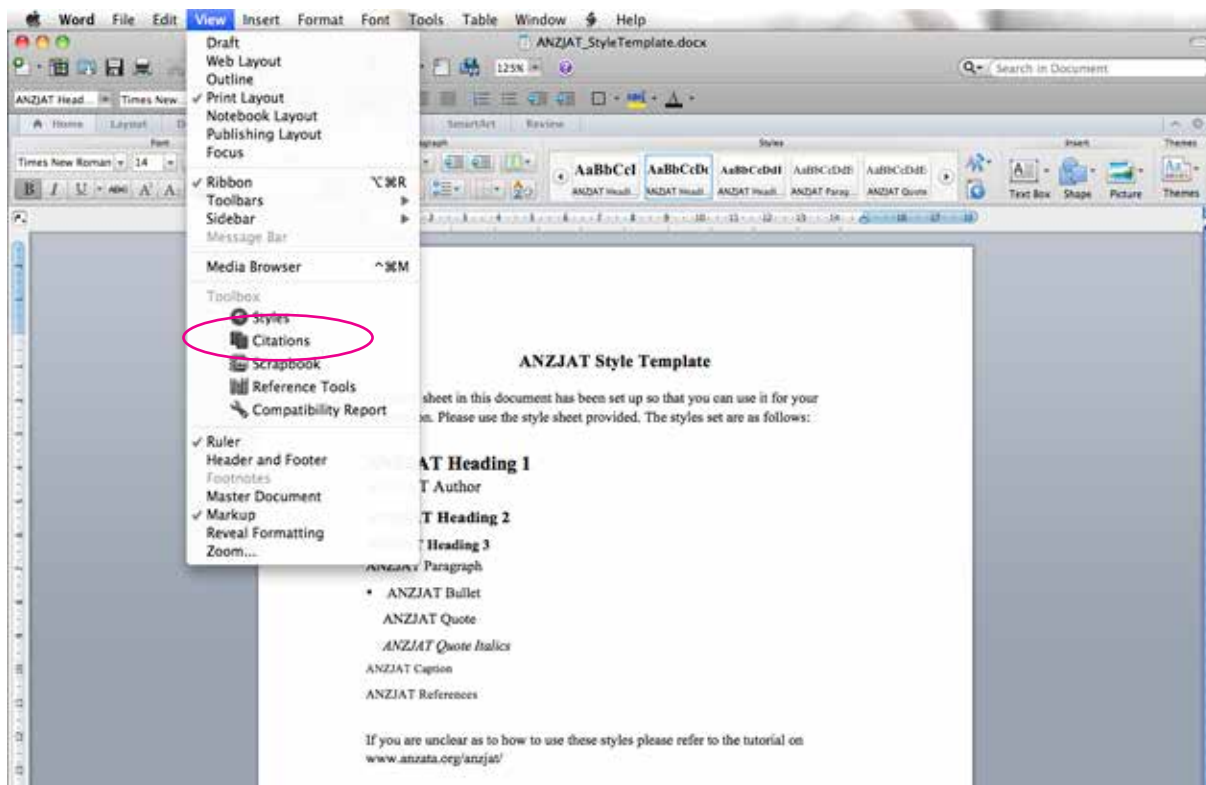 Word File Edit View Insert Format Font Tools Table Window Help
ANZJAT_StyleTemplate.docx
125%
Search in Document
ANZJAT Head... Times New...
Home Layout SmartArt Review
Font Styles Insert Themes
Times New Roman 14
AaBbCcI AaBbCcDc AaBbCcDdI AaBbCcDdE AaBbCcDdE
B I U ABC
ANZJAT Headi... ANZJAT Headi... ANZJAT Headi... ANZJAT Parag... ANZJAT Quote
Text Box Shape Picture Themes
Draft
Web Layout
Outline
✓ Print Layout
Notebook Layout
Publishing Layout
Focus
✓ Ribbon ⌥⌘R
Toolbars
Sidebar
Message Bar
Media Browser ^⌘M
Toolbox
Styles
Citations
Scrapbook
Reference Tools
Compatibility Report
✓ Ruler
Header and Footer
Footnotes
Master Document
✓ Markup
Reveal Formatting
Zoom...
ANZJAT Style Template
sheet in this document has been set up so that you can use it for your
on. Please use the style sheet provided. The styles set are as follows:
AT Heading 1
T Author
T Heading 2
Heading 3
ANZJAT Paragraph
• ANZJAT Bullet
ANZJAT Quote
ANZJAT Quote Italics
ANZJAT Caption
ANZJAT References
If you are unclear as to how to use these styles please refer to the tutorial on
www.anzata.org/anzjat/